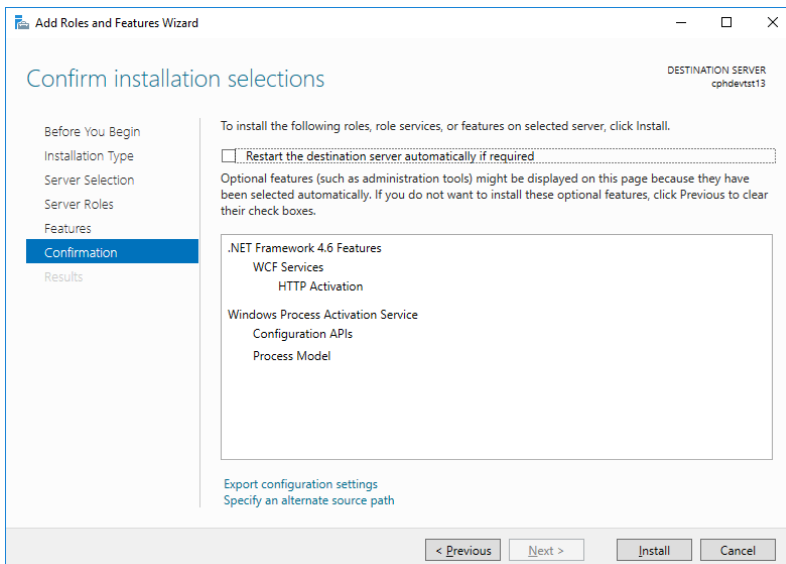 Add Roles and Features Wizard
Confirm installation selections
DESTINATION SERVER
cphdevtst13
Before You Begin
Installation Type
Server Selection
Server Roles
Features
Confirmation
Results
To install the following roles, role services, or features on selected server, click Install.
Restart the destination server automatically if required
Optional features (such as administration tools) might be displayed on this page because they have
been selected automatically. If you do not want to install these optional features, click Previous to clear
their check boxes.
.NET Framework 4.6 Features
WCF Services
HTTP Activation
Windows Process Activation Service
Configuration APIs
Process Model
Export configuration settings
Specify an alternate source path
< Previous
Next >
Install
Cancel